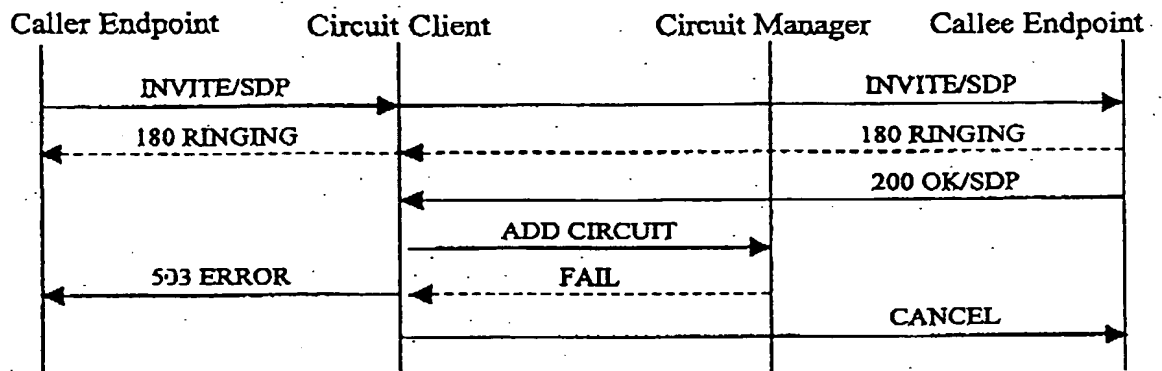 Caller Endpoint Circuit Client Circuit Manager Callee Endpoint
INVITE/SDP INVITE/SDP
180 RINGING 180 RINGING
200 OK/SDP
ADD CIRCUIT
503 ERROR FAIL
CANCEL